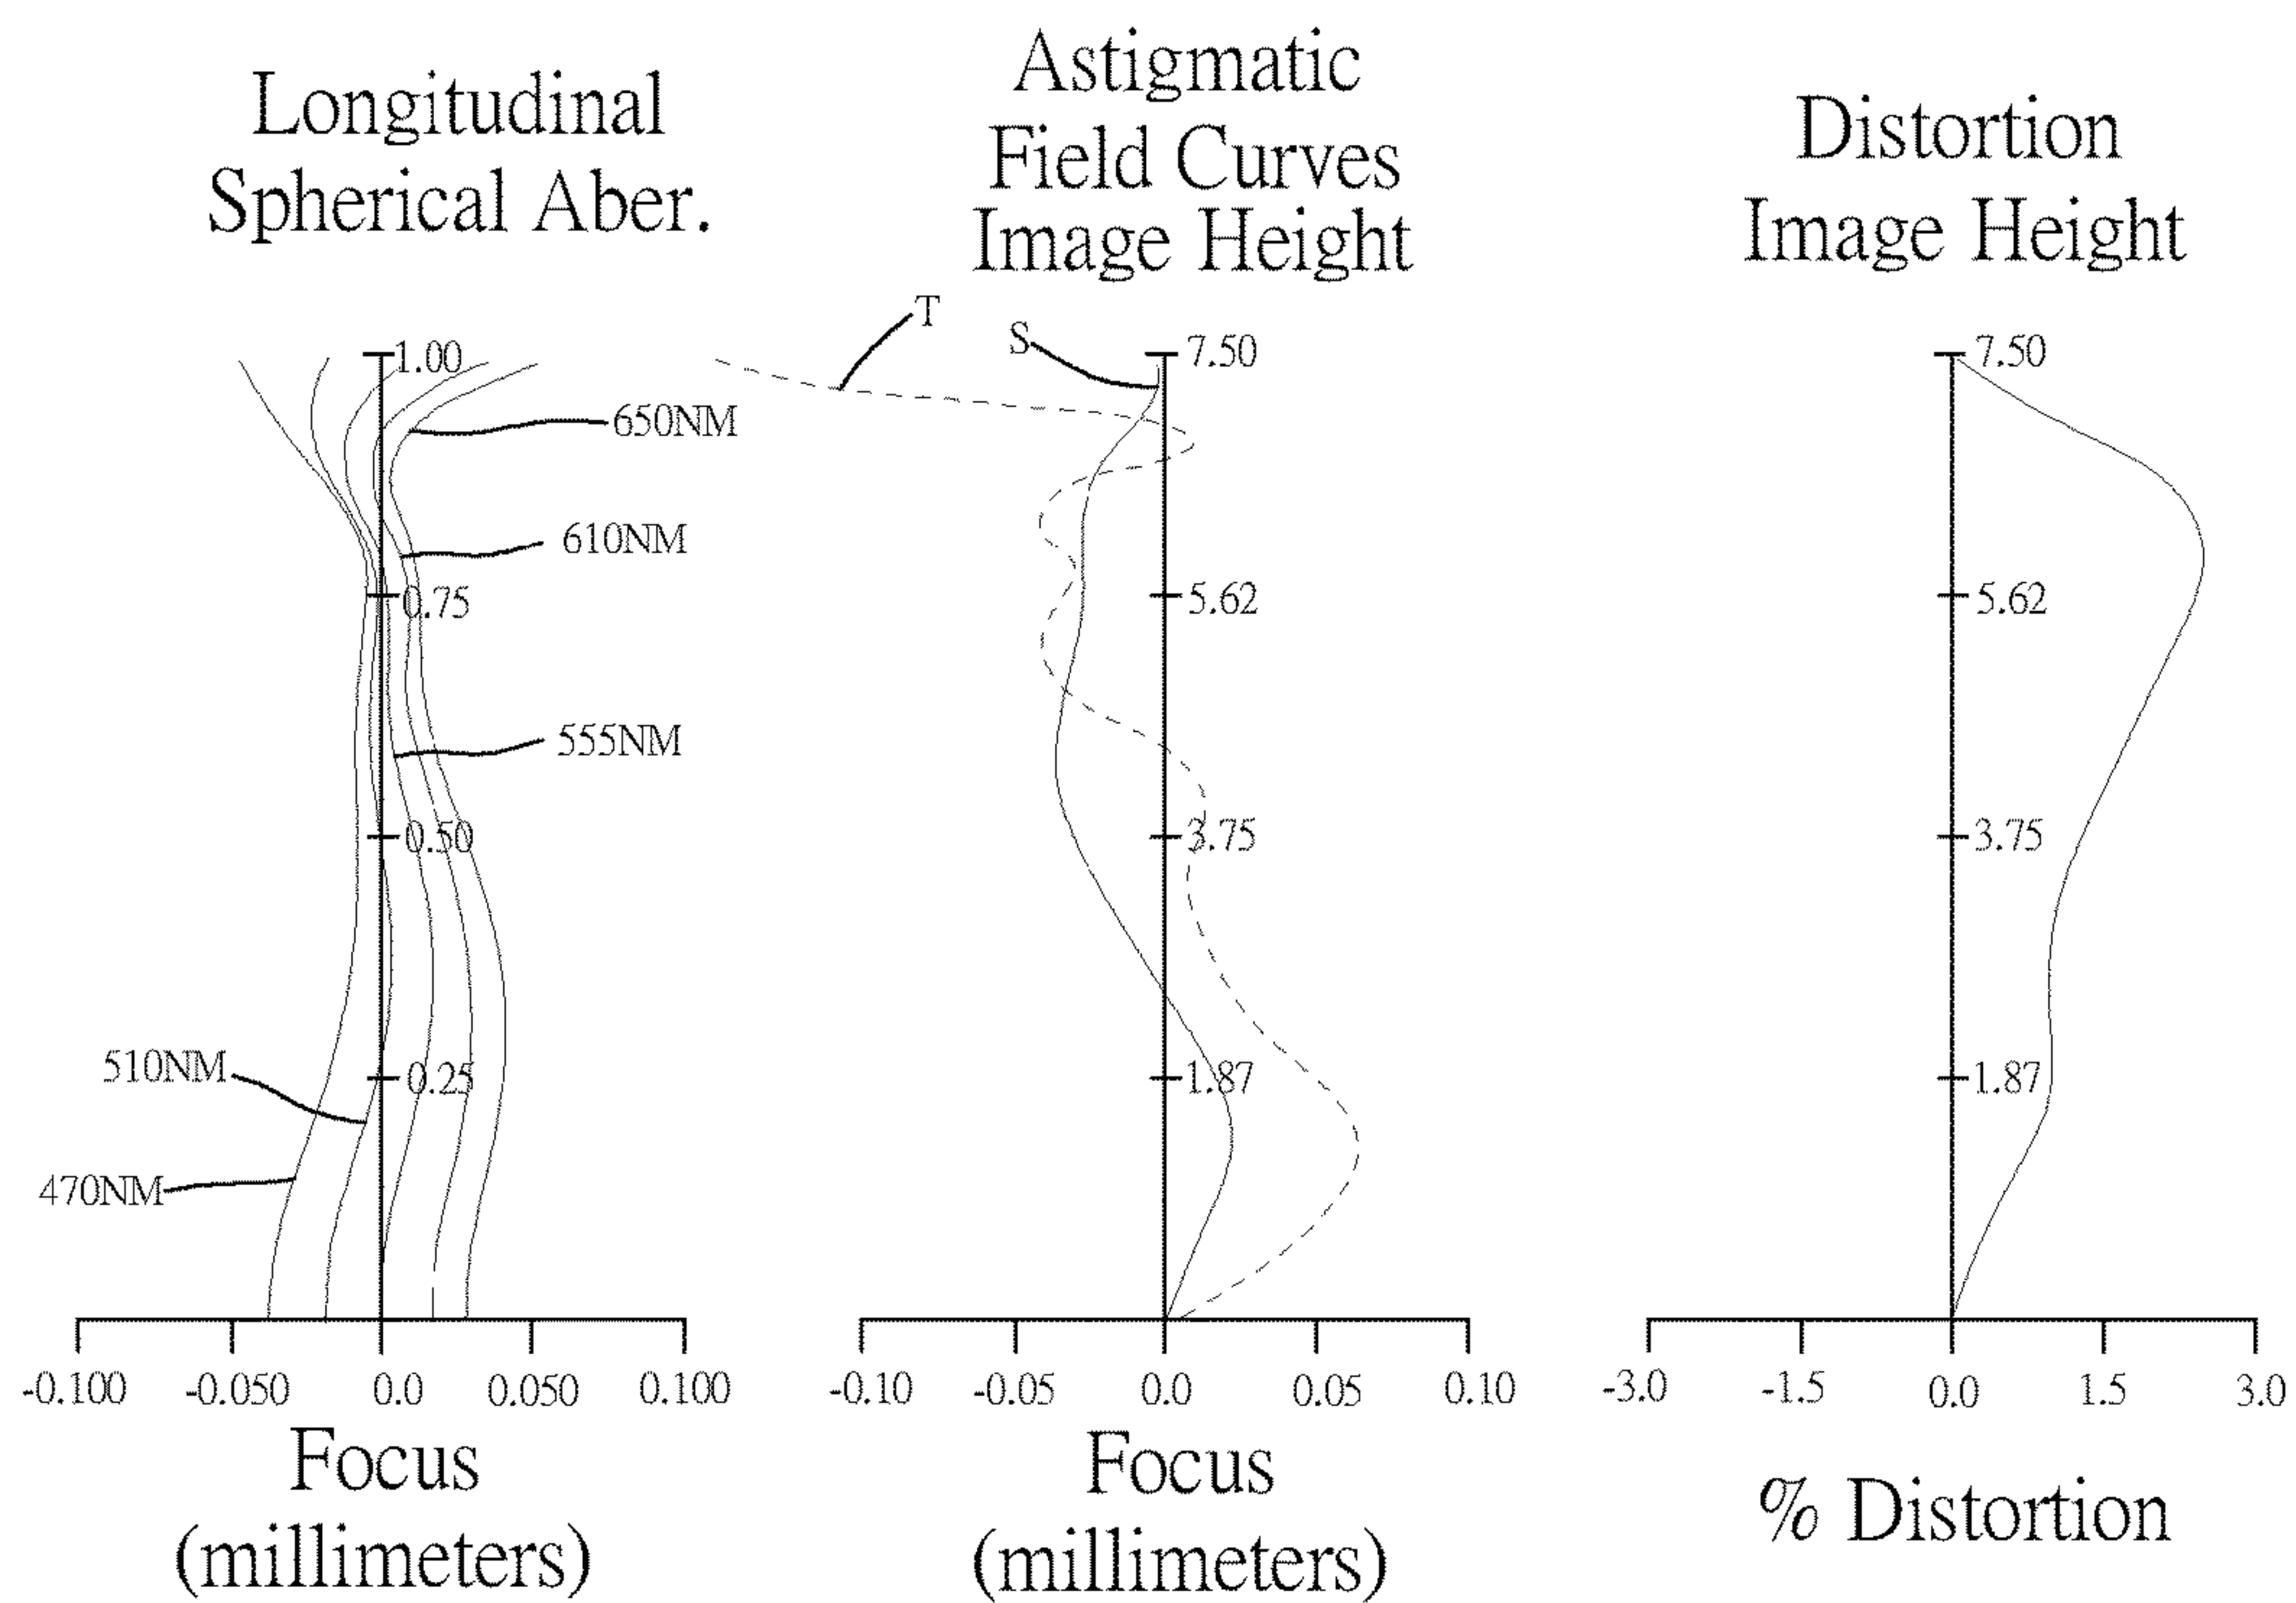 Longitudinal
Spherical Aber.
1.00
650NM
610NM
0.75
555NM
0.50
510NM
0.25
470NM
-0.100 -0.050 0.0 0.050 0.100
Focus
(millimeters)
Astigmatic
Field Curves
Image Height
T
S
7.50
5.62
3.75
1.87
-0.10 -0.05 0.0 0.05 0.10
Focus
(millimeters)
Distortion
Image Height
7.50
5.62
3.75
1.87
-3.0 -1.5 0.0 1.5 3.0
% Distortion